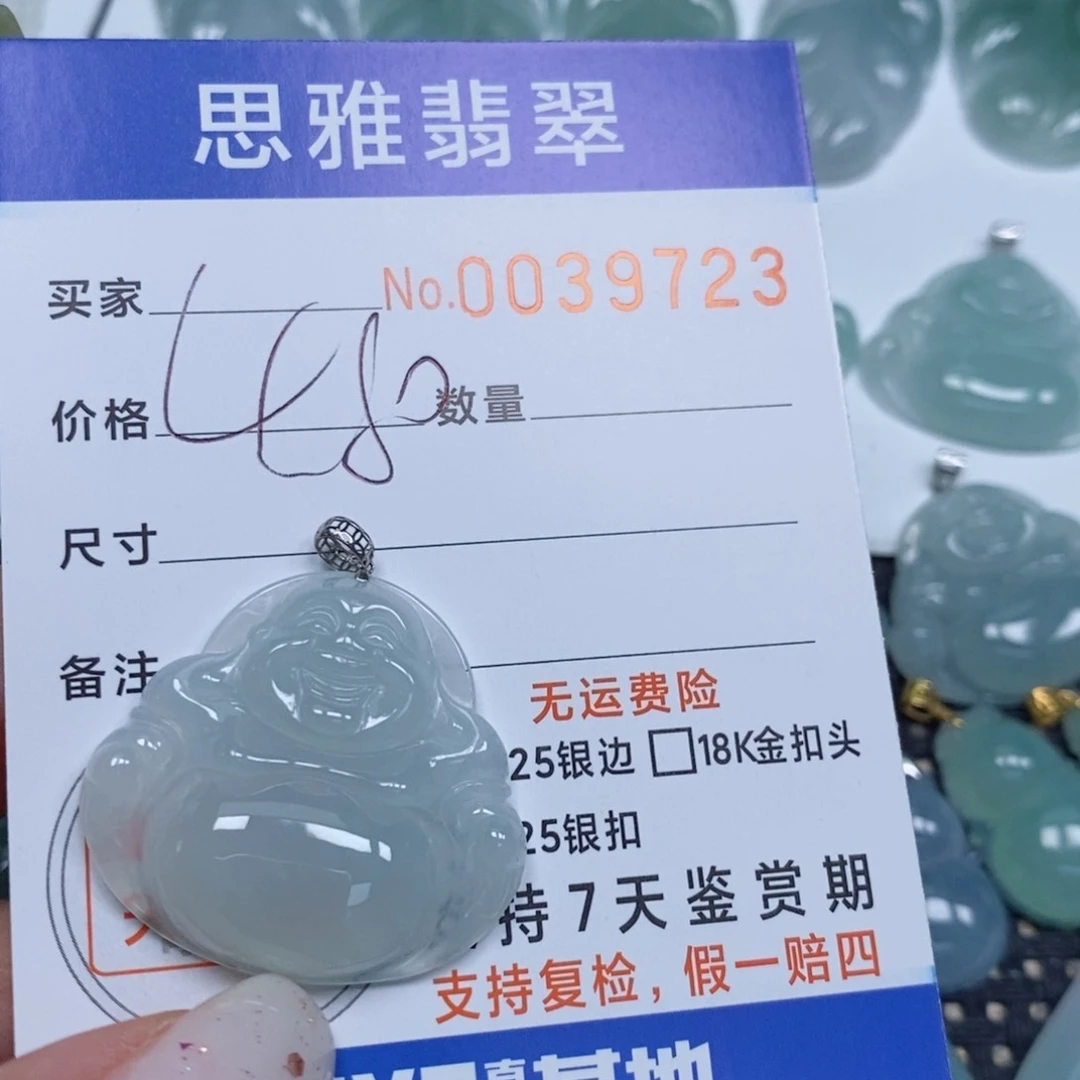 思雅翡翠
买家 No.0039723
价格 数量
尺寸
备注
无运费险
25银边 □18K金扣头
25银扣
持7天鉴赏期
支持复检，假一赔四
基地